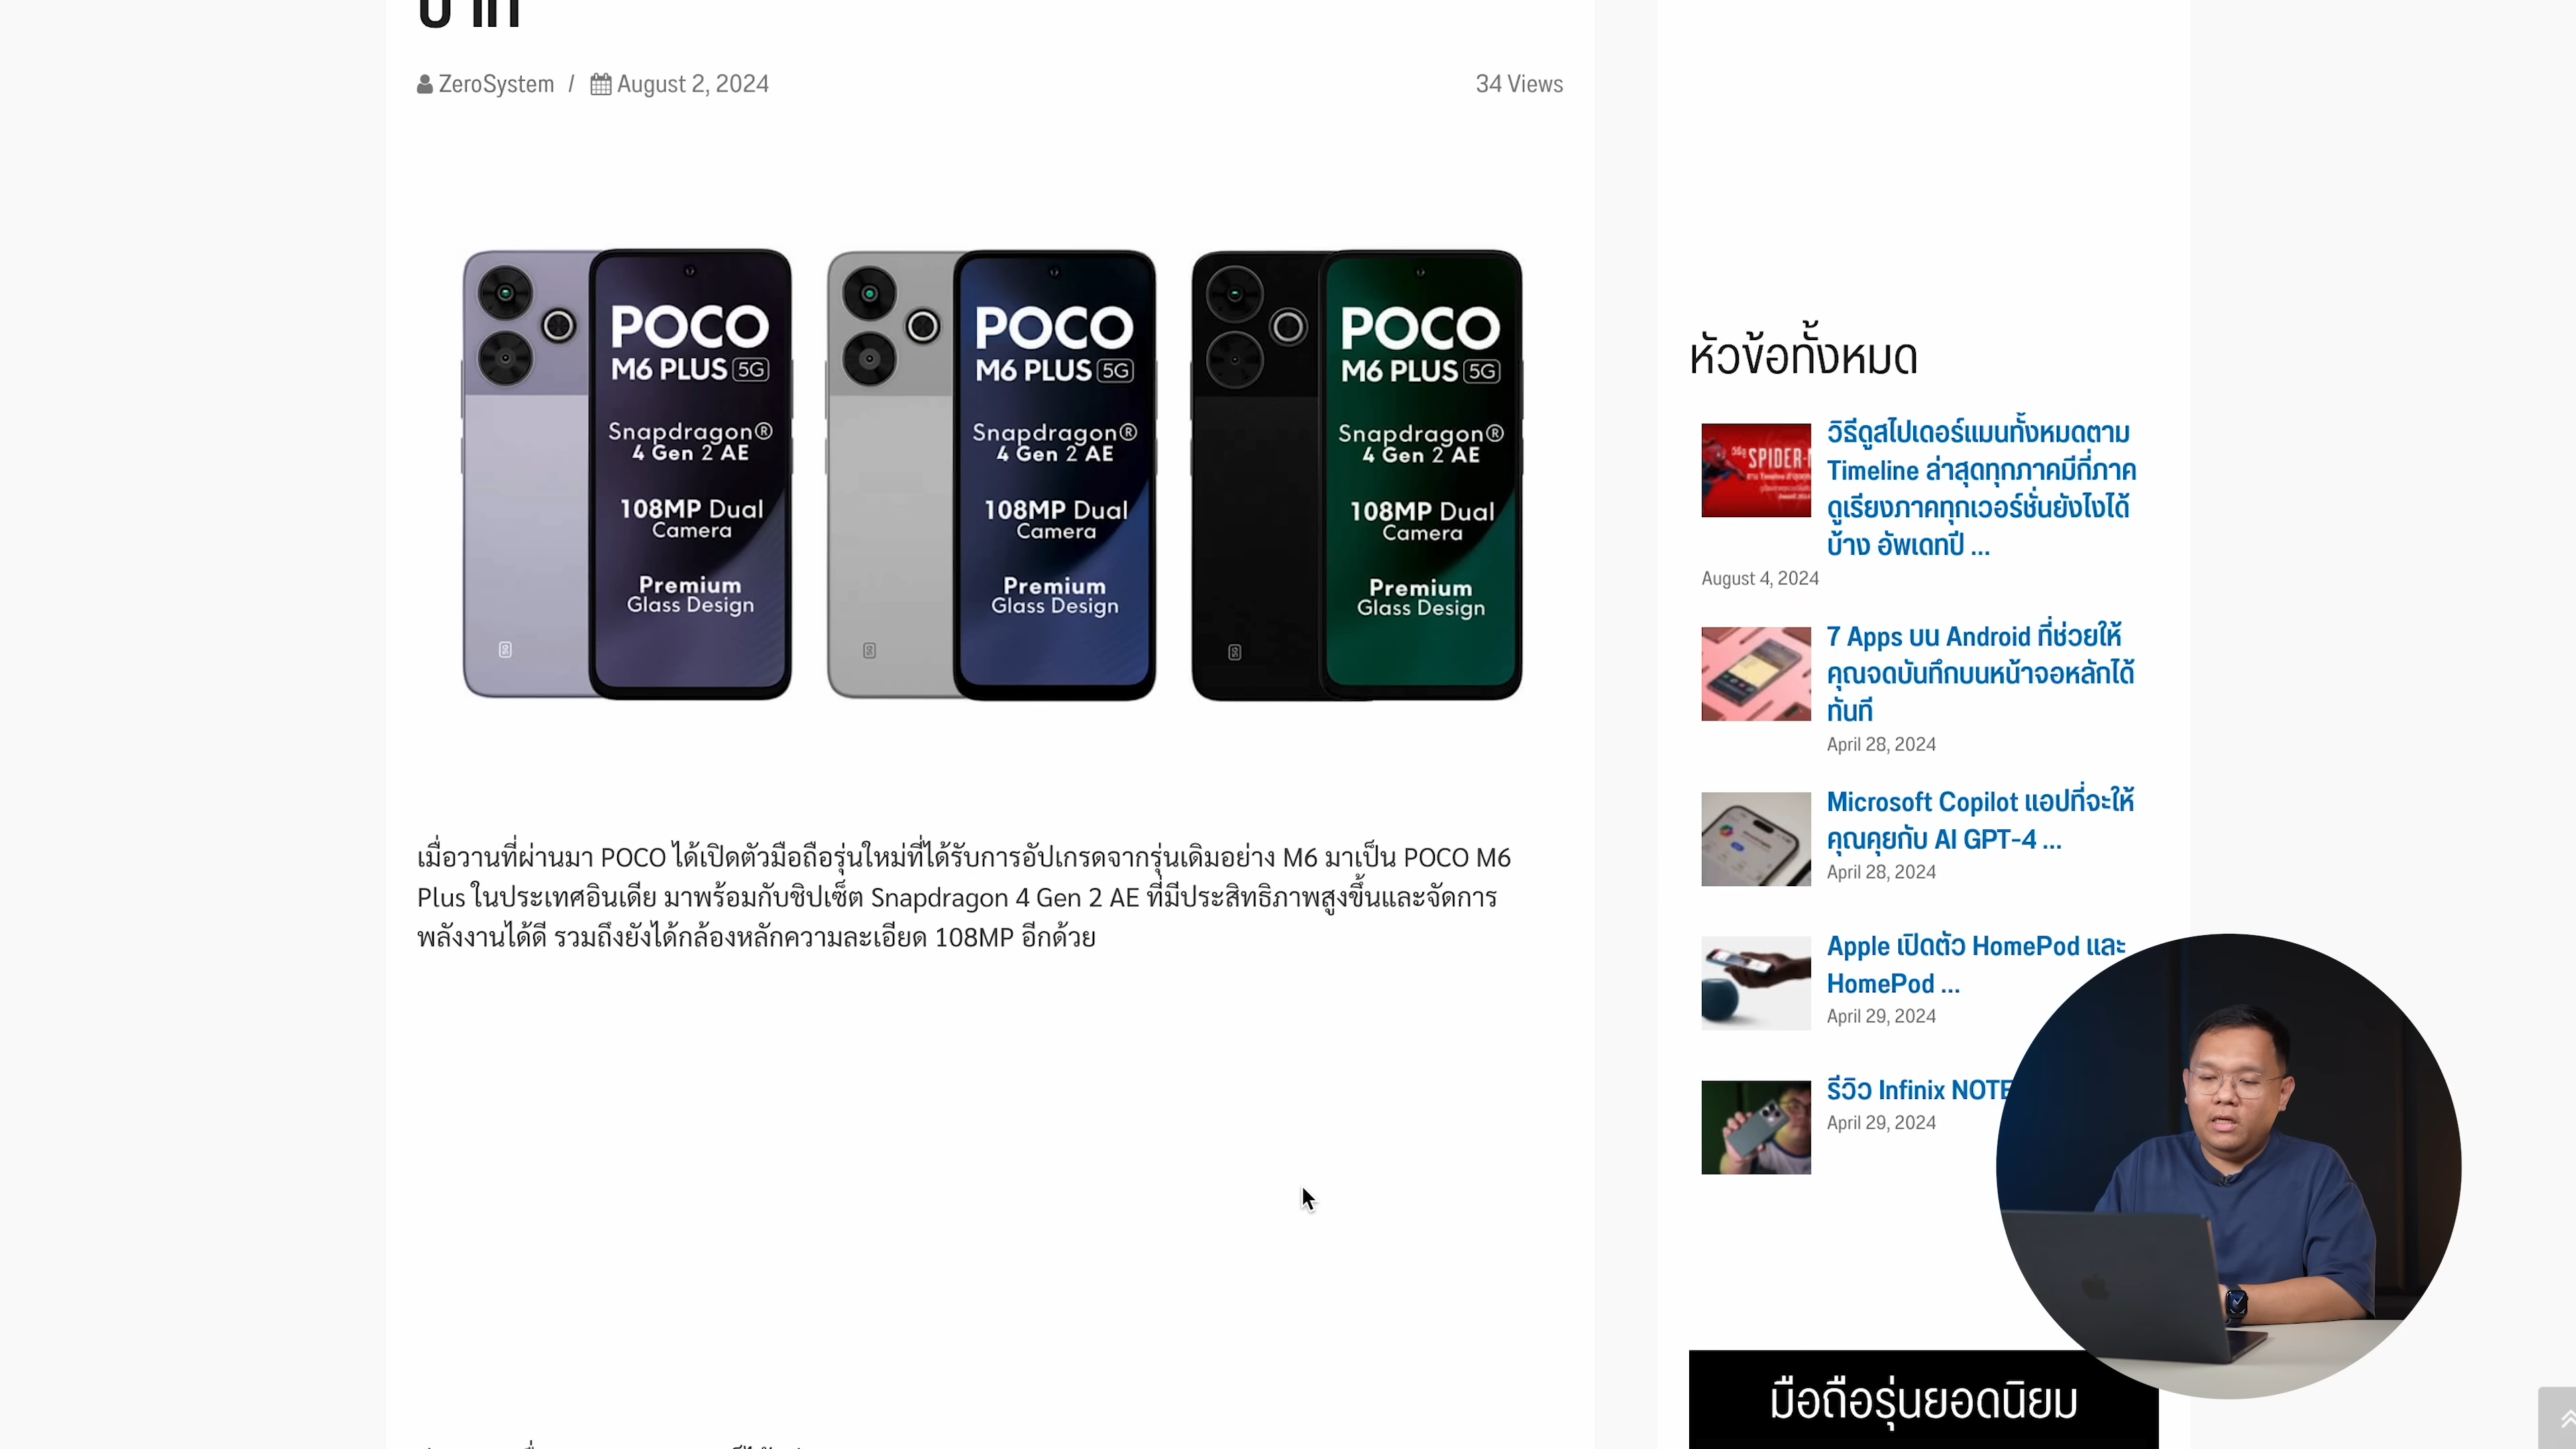 ZeroSystem / August 2, 2024
34 Views
POCO
M6 PLUS 5G
Snapdragon®
4 Gen 2 AE
108MP Dual
Camera
Premium
Glass Design
POCO
M6 PLUS 5G
Snapdragon®
4 Gen 2 AE
108MP Dual
Camera
Premium
Glass Design
POCO
M6 PLUS 5G
Snapdragon®
4 Gen 2 AE
108MP Dual
Camera
Premium
Glass Design
เมื่อวานที่ผ่านมา POCO ได้เปิดตัวมือถือรุ่นใหม่ที่ได้รับการอัปเกรดจากรุ่นเดิมอย่าง M6 มาเป็น POCO M6
Plus ในประเทศอินเดีย มาพร้อมกับชิปเซ็ต Snapdragon 4 Gen 2 AE ที่มีประสิทธิภาพสูงขึ้นและจัดการ
พลังงานได้ดี รวมถึงยังได้กล้องหลักความละเอียด 108MP อีกด้วย
หัวข้อทั้งหมด
SPIDER-M
วิธีดูสไปเดอร์แมนทั้งหมดตาม
Timeline ล่าสุดทุกภาคมีกี่ภาค
ดูเรียงภาคทุกเวอร์ชั่นยังไงได้
บ้าง อัพเดทปี ...
August 4, 2024
7 Apps บน Android ที่ช่วยให้
คุณจดบันทึกบนหน้าจอหลักได้
ทันที
April 28, 2024
Microsoft Copilot แอปที่จะให้
คุณคุยกับ AI GPT-4 ...
April 28, 2024
Apple เปิดตัว HomePod และ
HomePod ...
April 29, 2024
รีวิว Infinix NOTE
April 29, 2024
มือถือรุ่นยอดนิยม